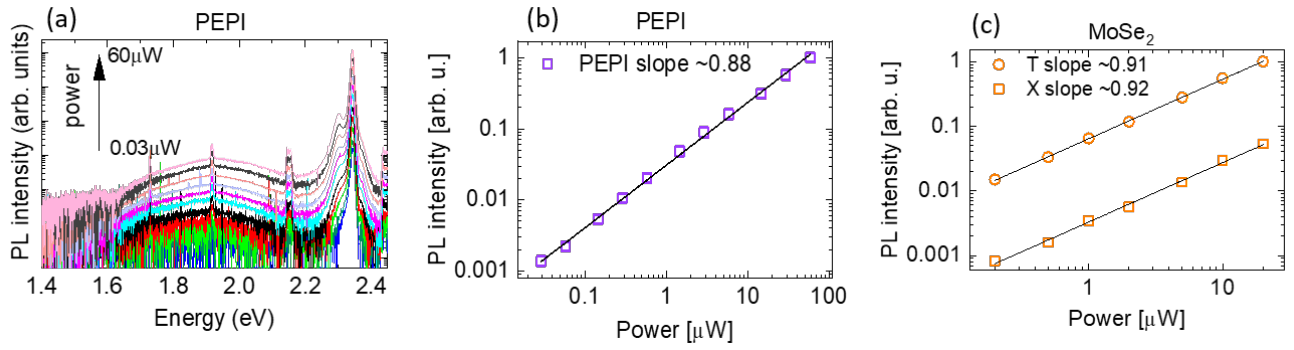 (a)
PEPI
PL intensity (arb. units)
power
60μW
0.03μW
1.4 1.6 1.8 2.0 2.2 2.4
Energy (eV)
(b)
PEPI
PL intensity [arb. u.]
1
0.1
0.01
0.001
PEPI slope ~0.88
0.1 1 10 100
Power [μW]
(c)
MoSe₂
PL intensity [arb. u.]
1
0.1
0.01
0.001
T slope ~0.91
X slope ~0.92
1 10
Power [μW]